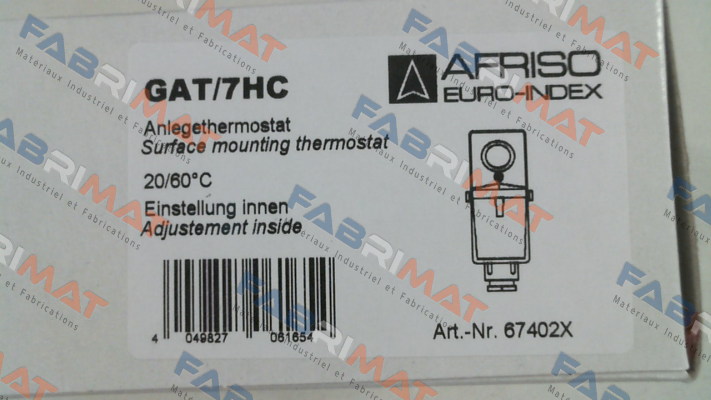 GAT/7HC
AFRISO
EURO-INDEX
Anlegethermostat
Surface mounting thermostat
20/60°C
Einstellung innen
Adjustement inside
4 049827 061654
Art.-Nr. 67402X
FABRIMAT
Materiaux Industriel et Fabrications